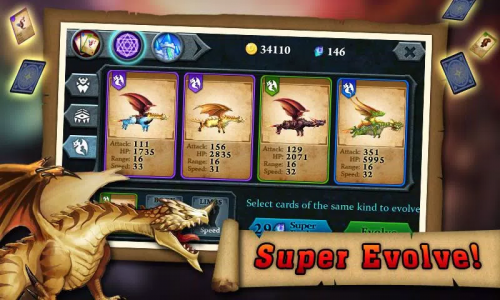 34110
146
Attack: 111
HP: 1735
Range: 16
Speed: 33
Attack: 156
HP: 2835
Range: 16
Speed: 31
Attack: 129
HP: 2071
Range: 16
Speed: 32
Attack: 351
HP: 5995
Range: 16
Speed: 32
LIMBS
Speed
Select cards of the same kind to evolve
20 Super
Super Evolve!